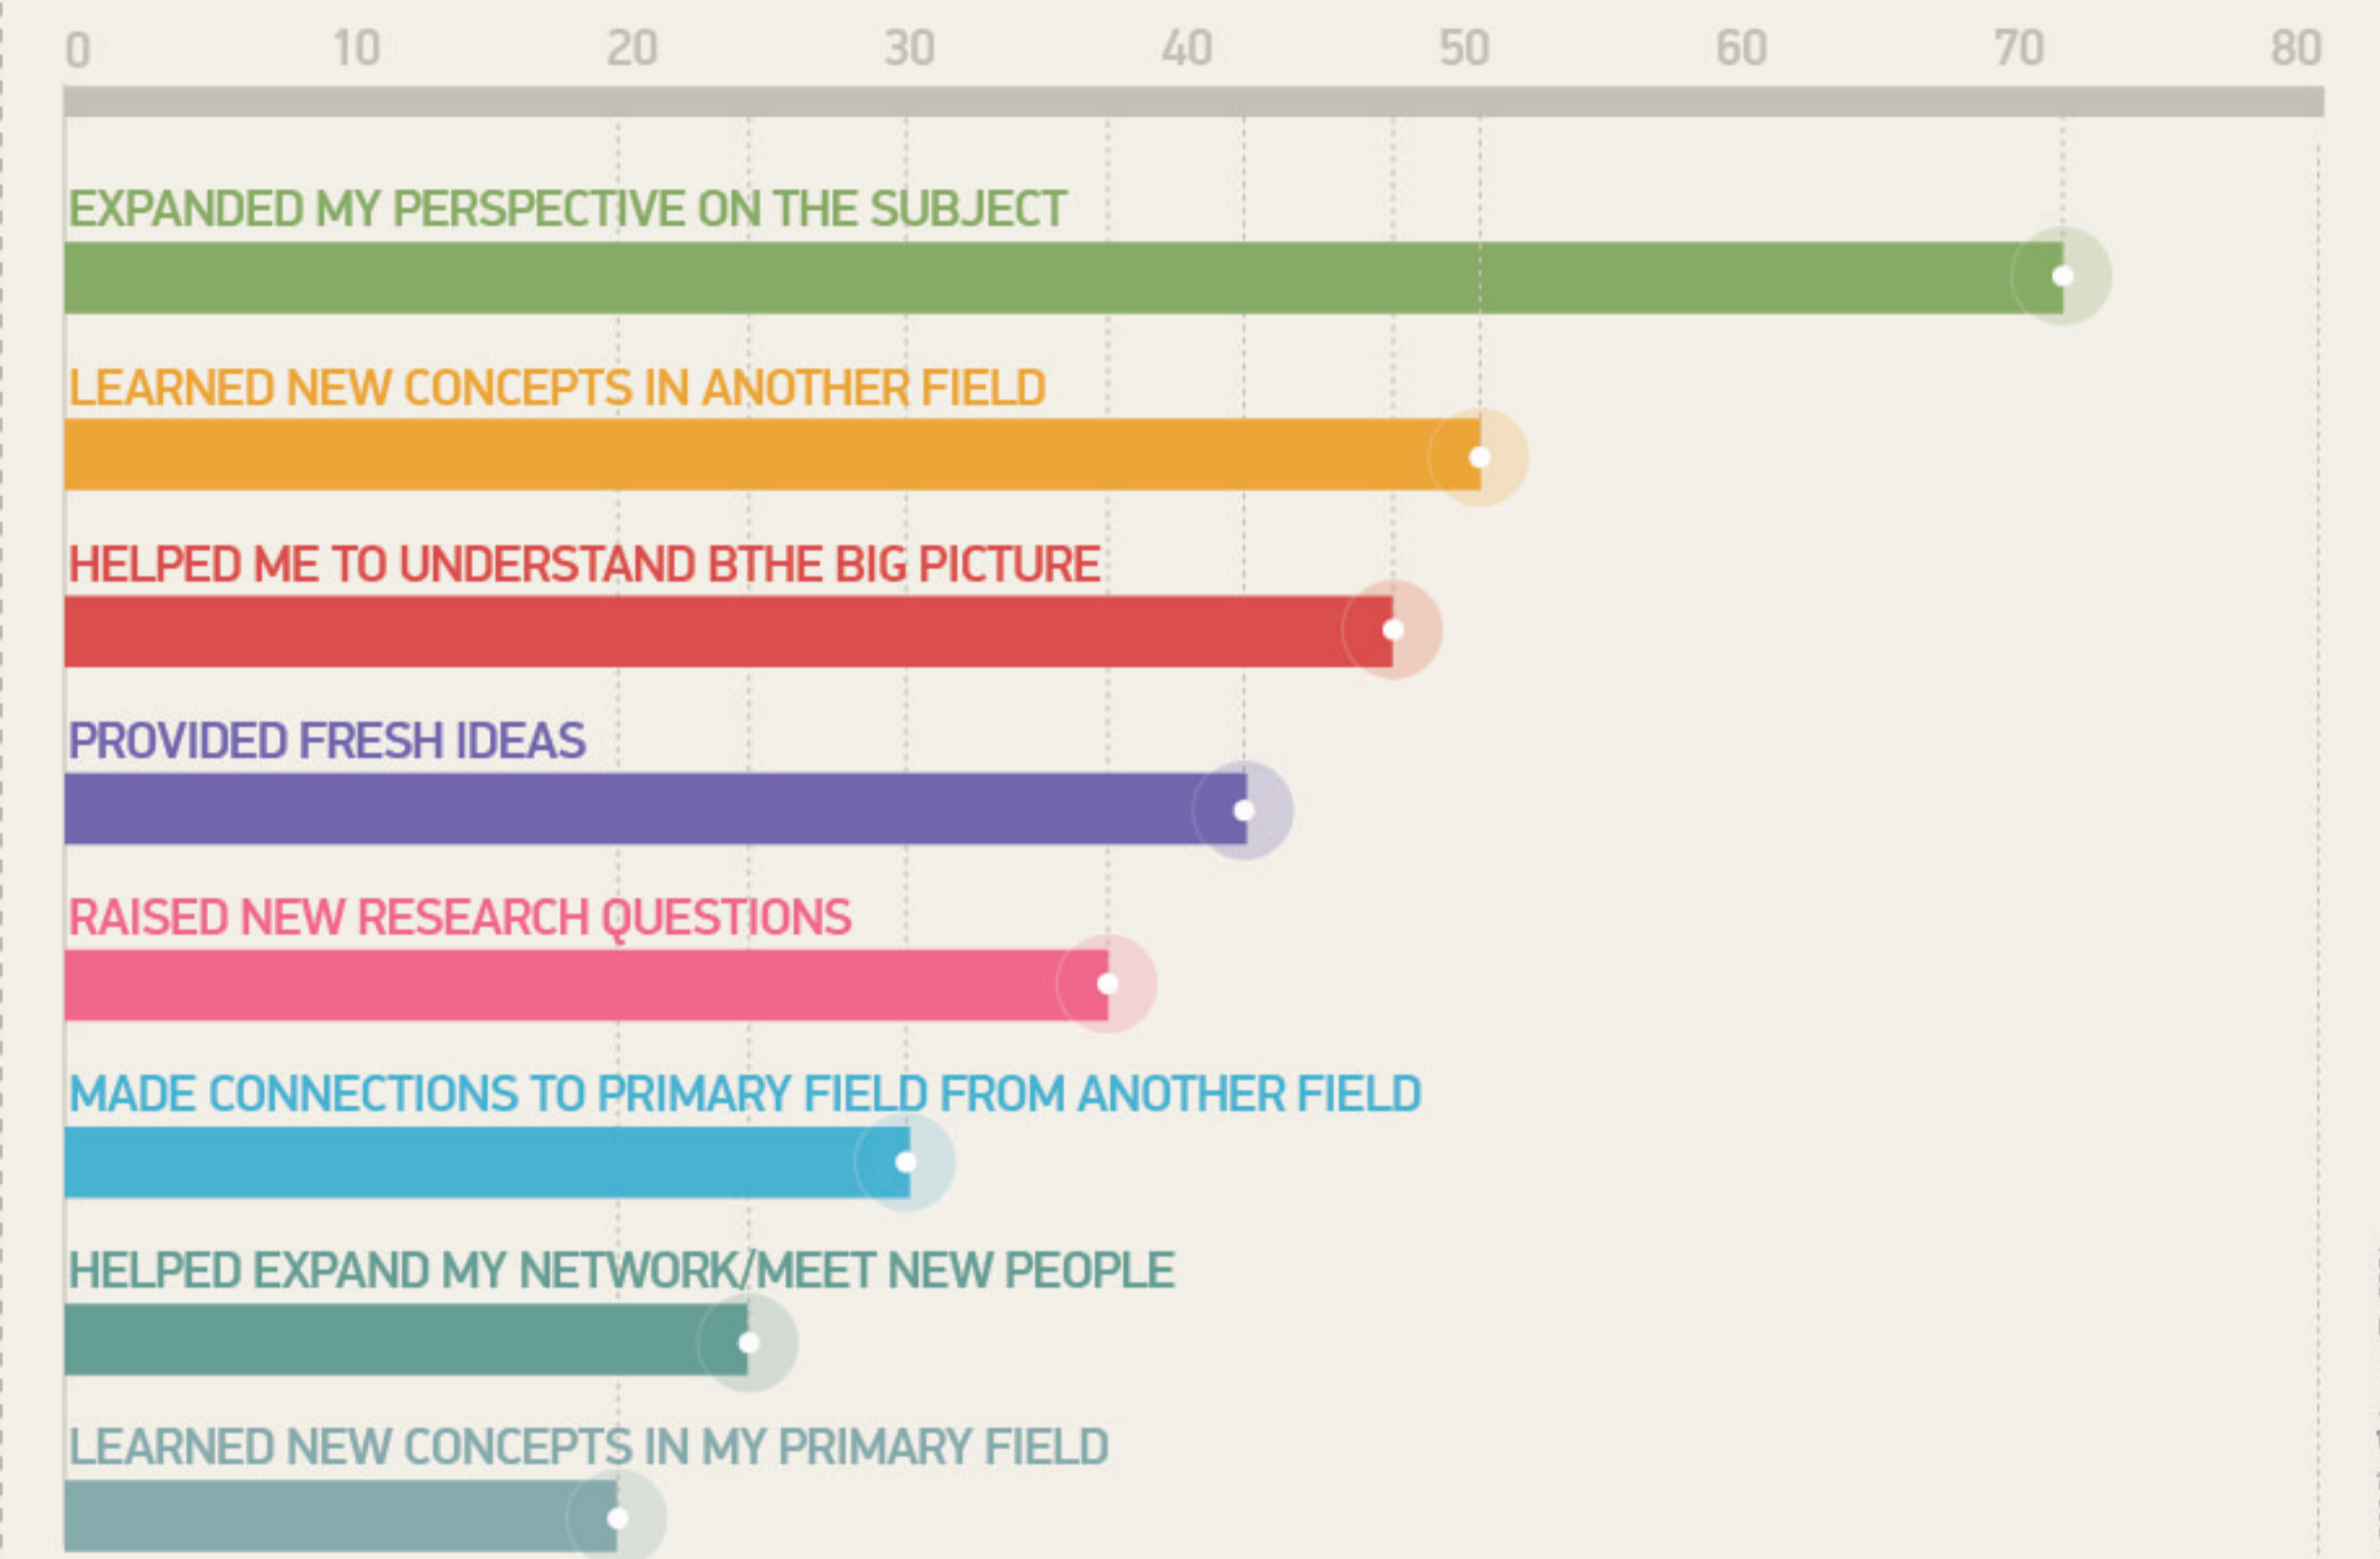 0 10 20 30 40 50 60 70 80
EXPANDED MY PERSPECTIVE ON THE SUBJECT
LEARNED NEW CONCEPTS IN ANOTHER FIELD
HELPED ME TO UNDERSTAND BTHE BIG PICTURE
PROVIDED FRESH IDEAS
RAISED NEW RESEARCH QUESTIONS
MADE CONNECTIONS TO PRIMARY FIELD FROM ANOTHER FIELD
HELPED EXPAND MY NETWORK/MEET NEW PEOPLE
LEARNED NEW CONCEPTS IN MY PRIMARY FIELD